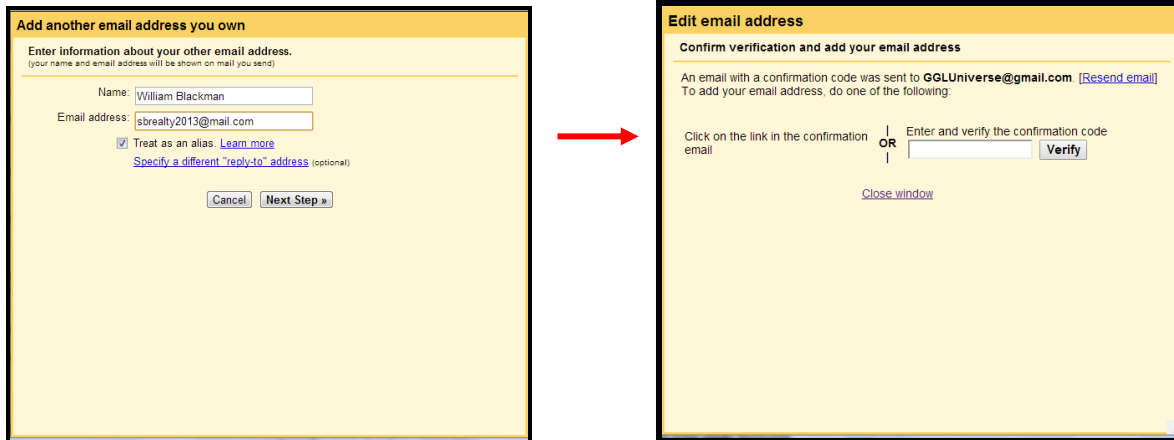 Add another email address you own
Enter information about your other email address.
(your name and email address will be shown on mail you send)
Name: William Blackman
Email address: sbrealty2013@mail.com
Treat as an alias. Learn more
Specify a different "reply-to" address (optional)
Cancel Next Step »
Edit email address
Confirm verification and add your email address
An email with a confirmation code was sent to GGLUniverse@gmail.com. [Resend email]
To add your email address, do one of the following:
Click on the link in the confirmation
email
OR
Enter and verify the confirmation code
Verify
Close window